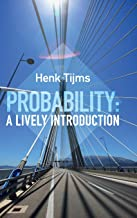 Henk Tijms
PROBABILITY:
A LIVELY INTRODUCTION